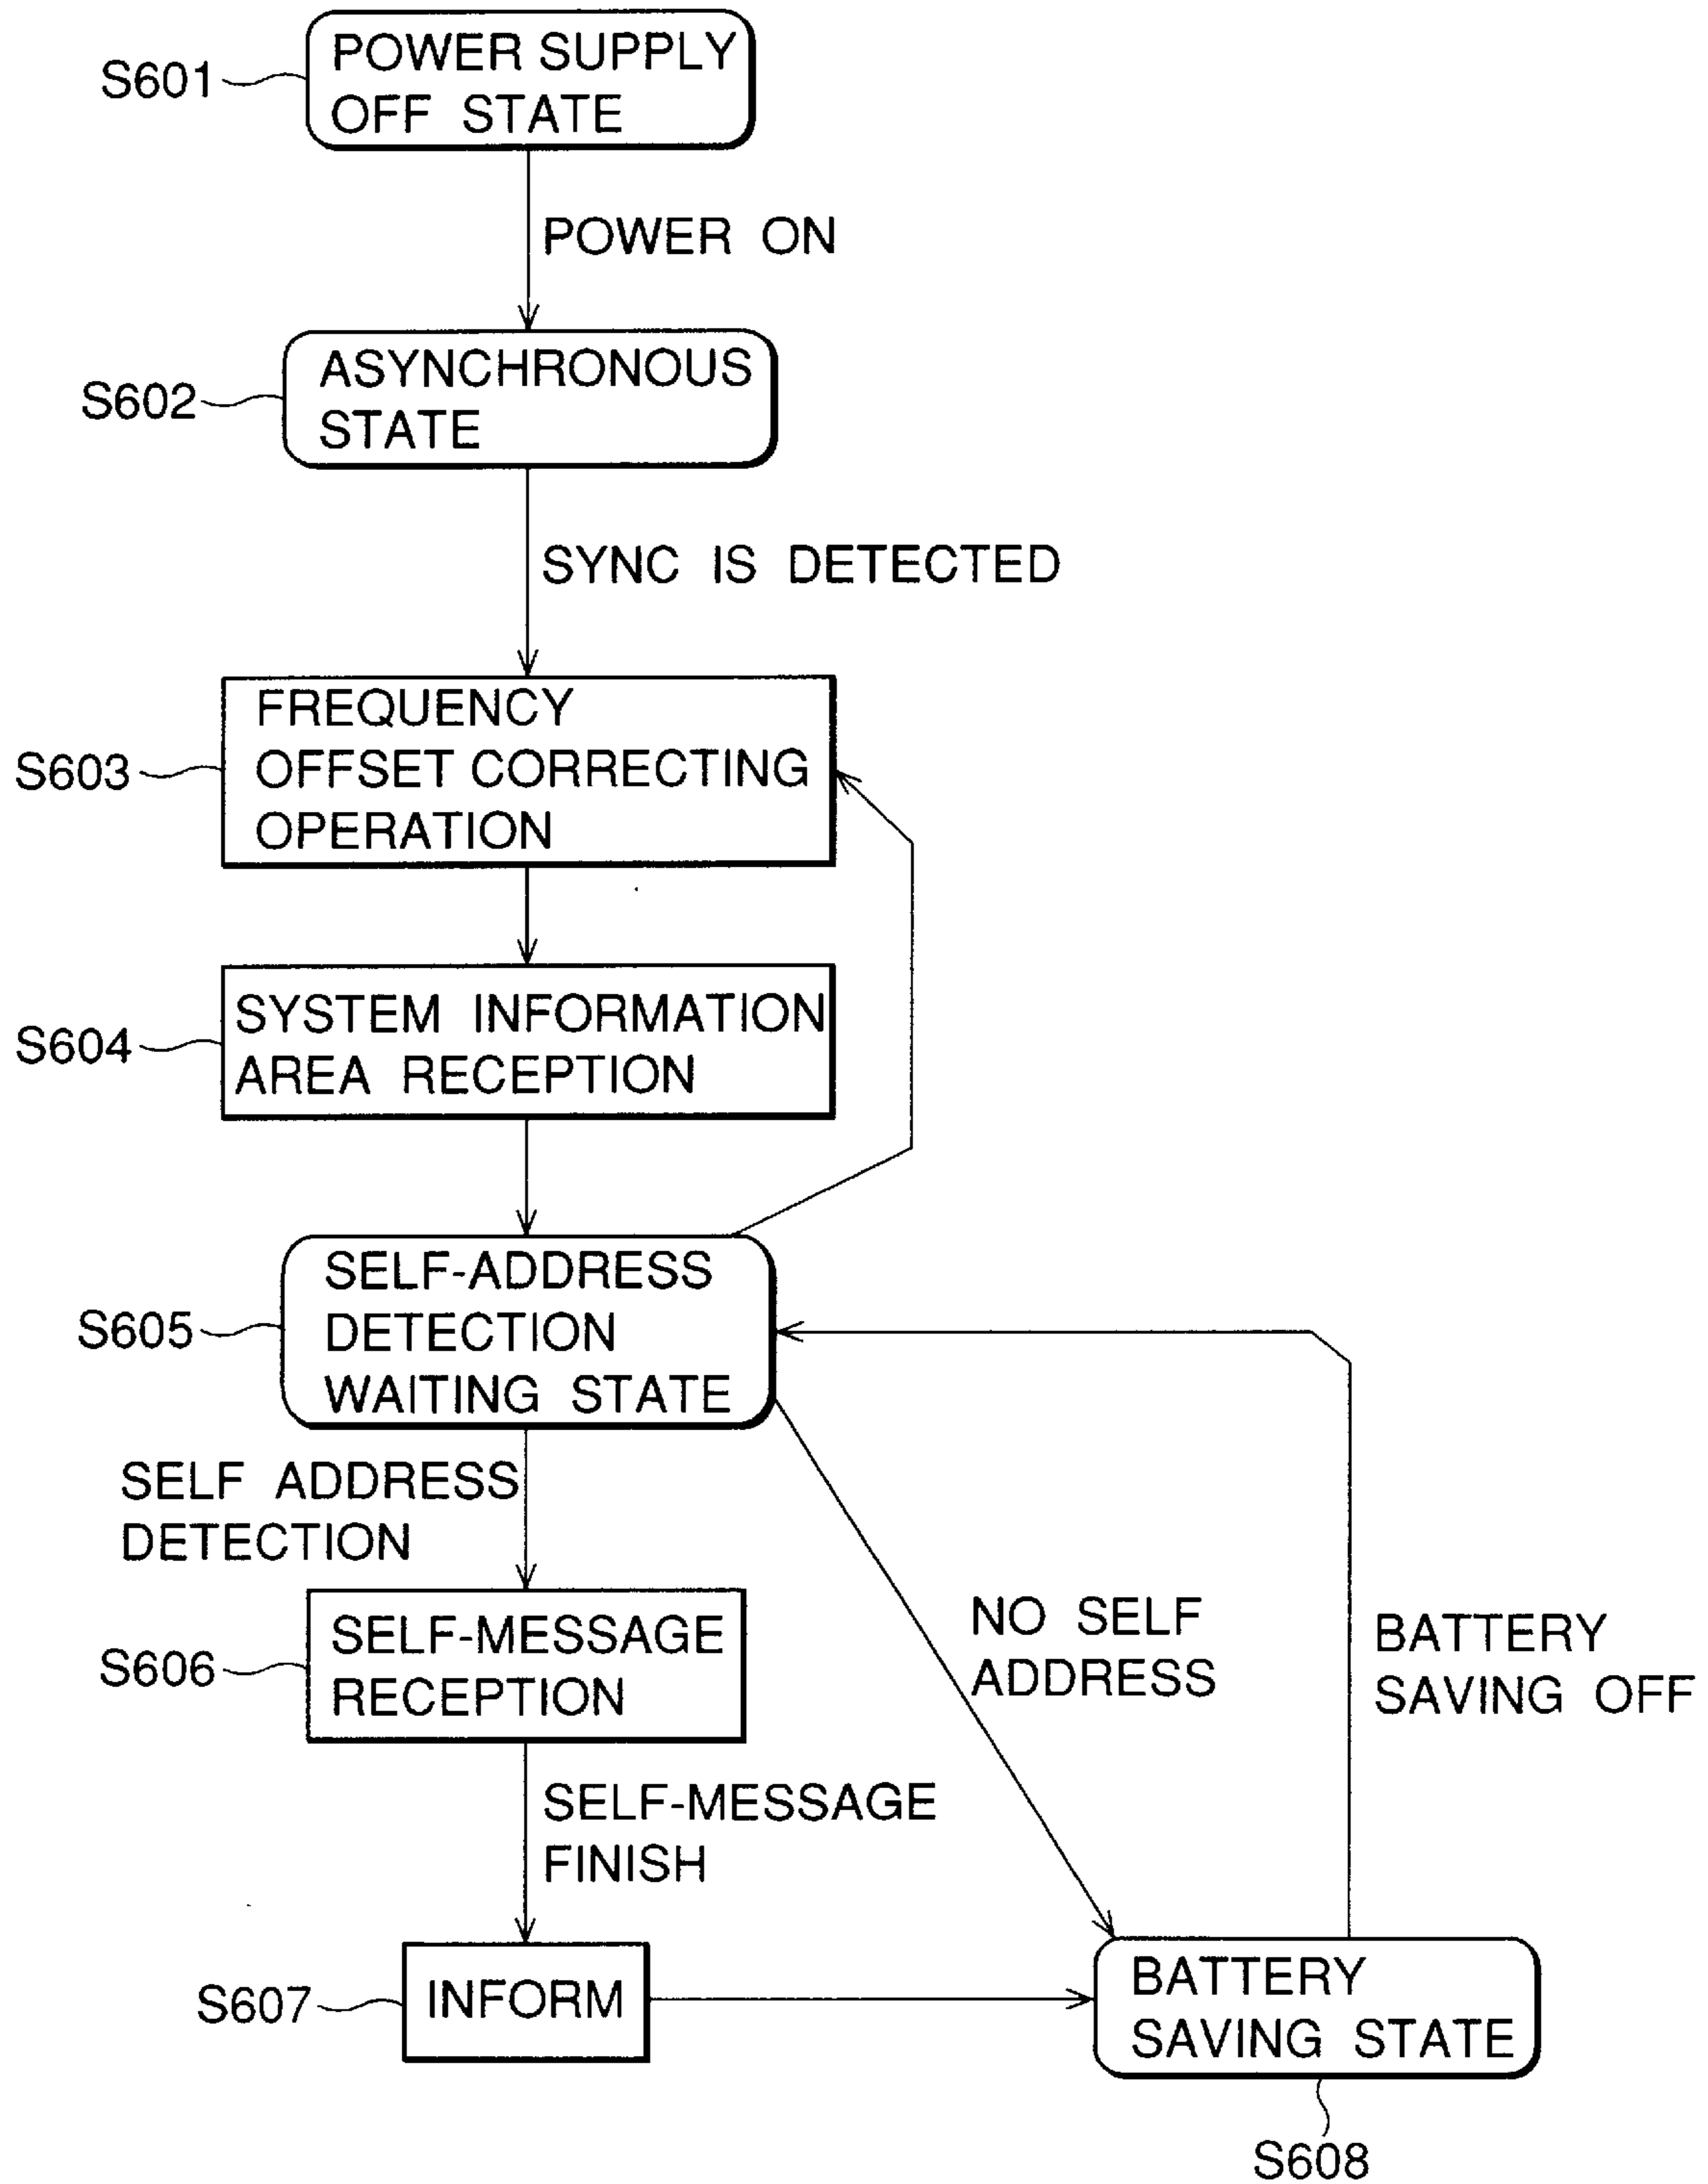 POWER SUPPLY
OFF STATE
S601
POWER ON
ASYNCHRONOUS
STATE
S602
SYNC IS DETECTED
FREQUENCY
OFFSET CORRECTING
OPERATION
S603
SYSTEM INFORMATION
AREA RECEPTION
S604
SELF-ADDRESS
DETECTION
WAITING STATE
S605
SELF ADDRESS
DETECTION
NO SELF
ADDRESS
BATTERY
SAVING OFF
SELF-MESSAGE
RECEPTION
S606
SELF-MESSAGE
FINISH
INFORM
S607
BATTERY
SAVING STATE
S608